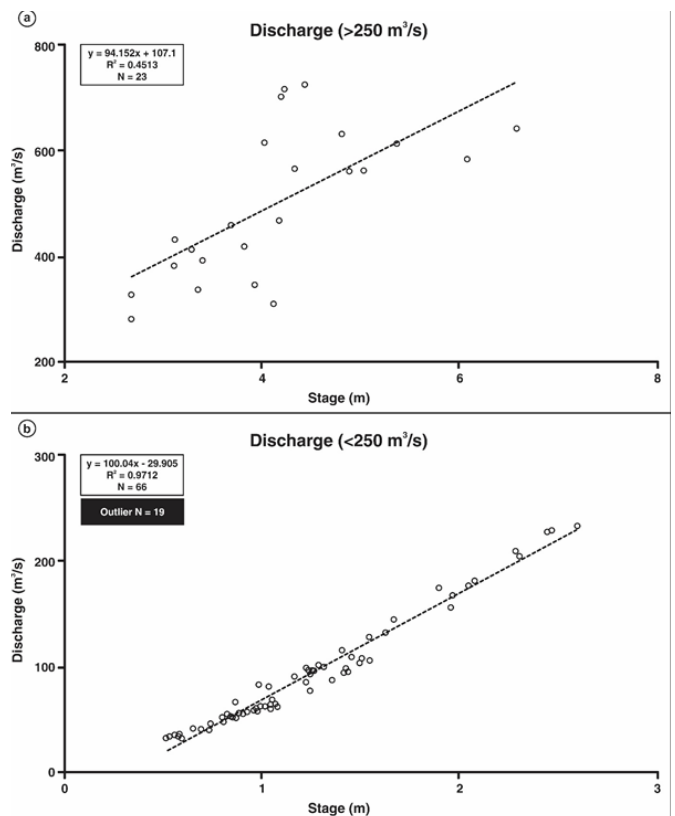 a
Discharge (>250 m³/s)
y = 94.152x + 107.1
R² = 0.4513
N = 23
Discharge (m³/s)
800
600
400
200
2 4 6 8
Stage (m)
b
Discharge (<250 m³/s)
y = 100.04x - 29.905
R² = 0.9712
N = 66
Outlier N = 19
Discharge (m³/s)
300
200
100
0
0 1 2 3
Stage (m)